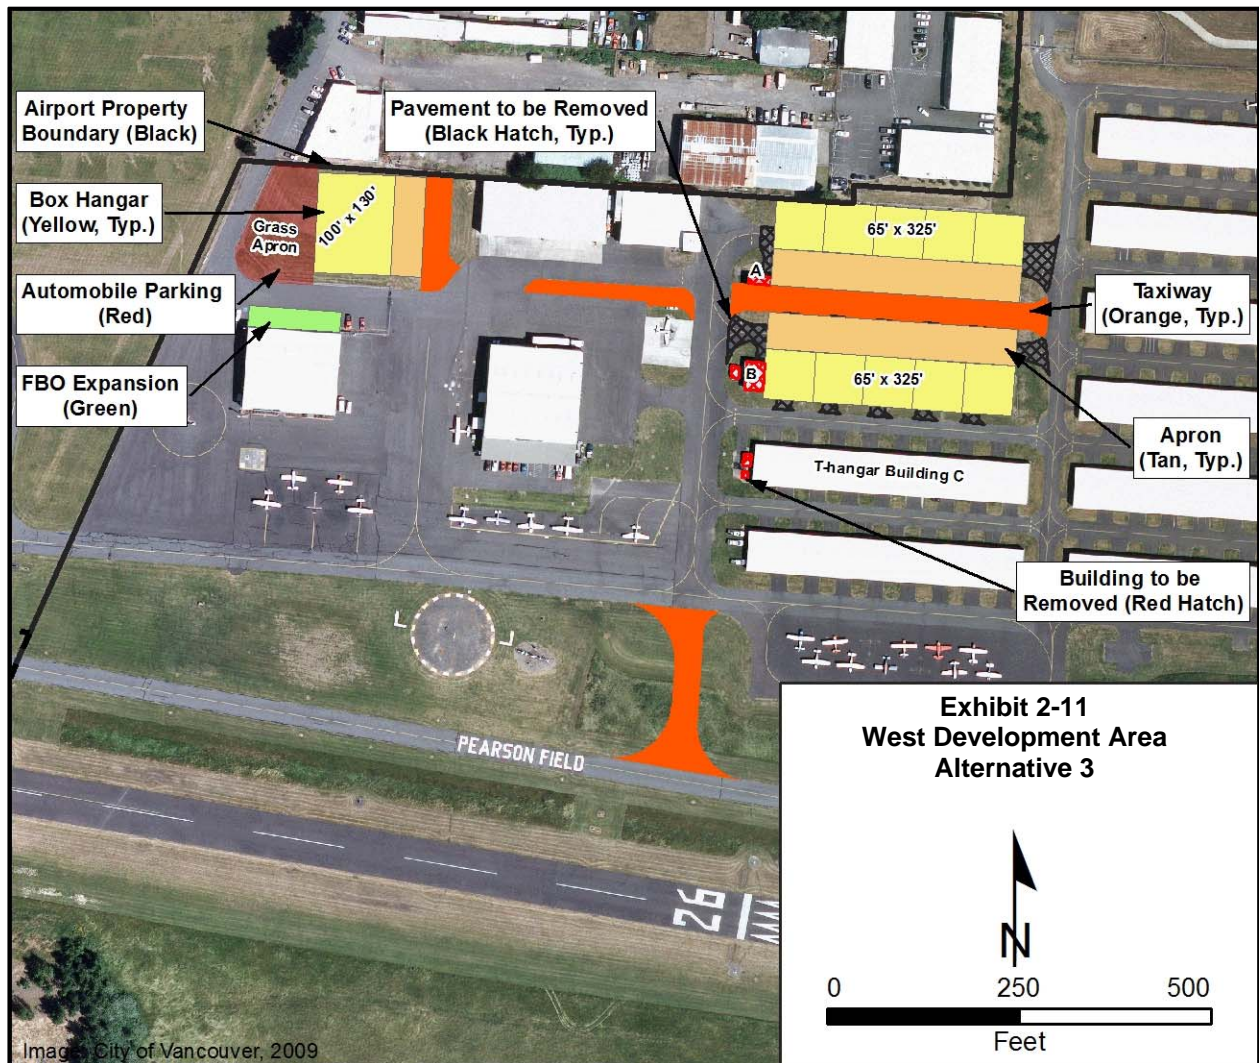 Airport Property
Boundary (Black)
Pavement to be Removed
(Black Hatch, Typ.)
Box Hangar
(Yellow, Typ.)
Grass
Apron
100' x 130'
65' x 325'
A
Automobile Parking
(Red)
Taxiway
(Orange, Typ.)
FBO Expansion
(Green)
B
65' x 325'
Apron
(Tan, Typ.)
T-hangar Building C
Building to be
Removed (Red Hatch)
PEARSON FIELD
26
Exhibit 2-11
West Development Area
Alternative 3
N
0 250 500
Feet
Image: City of Vancouver, 2009